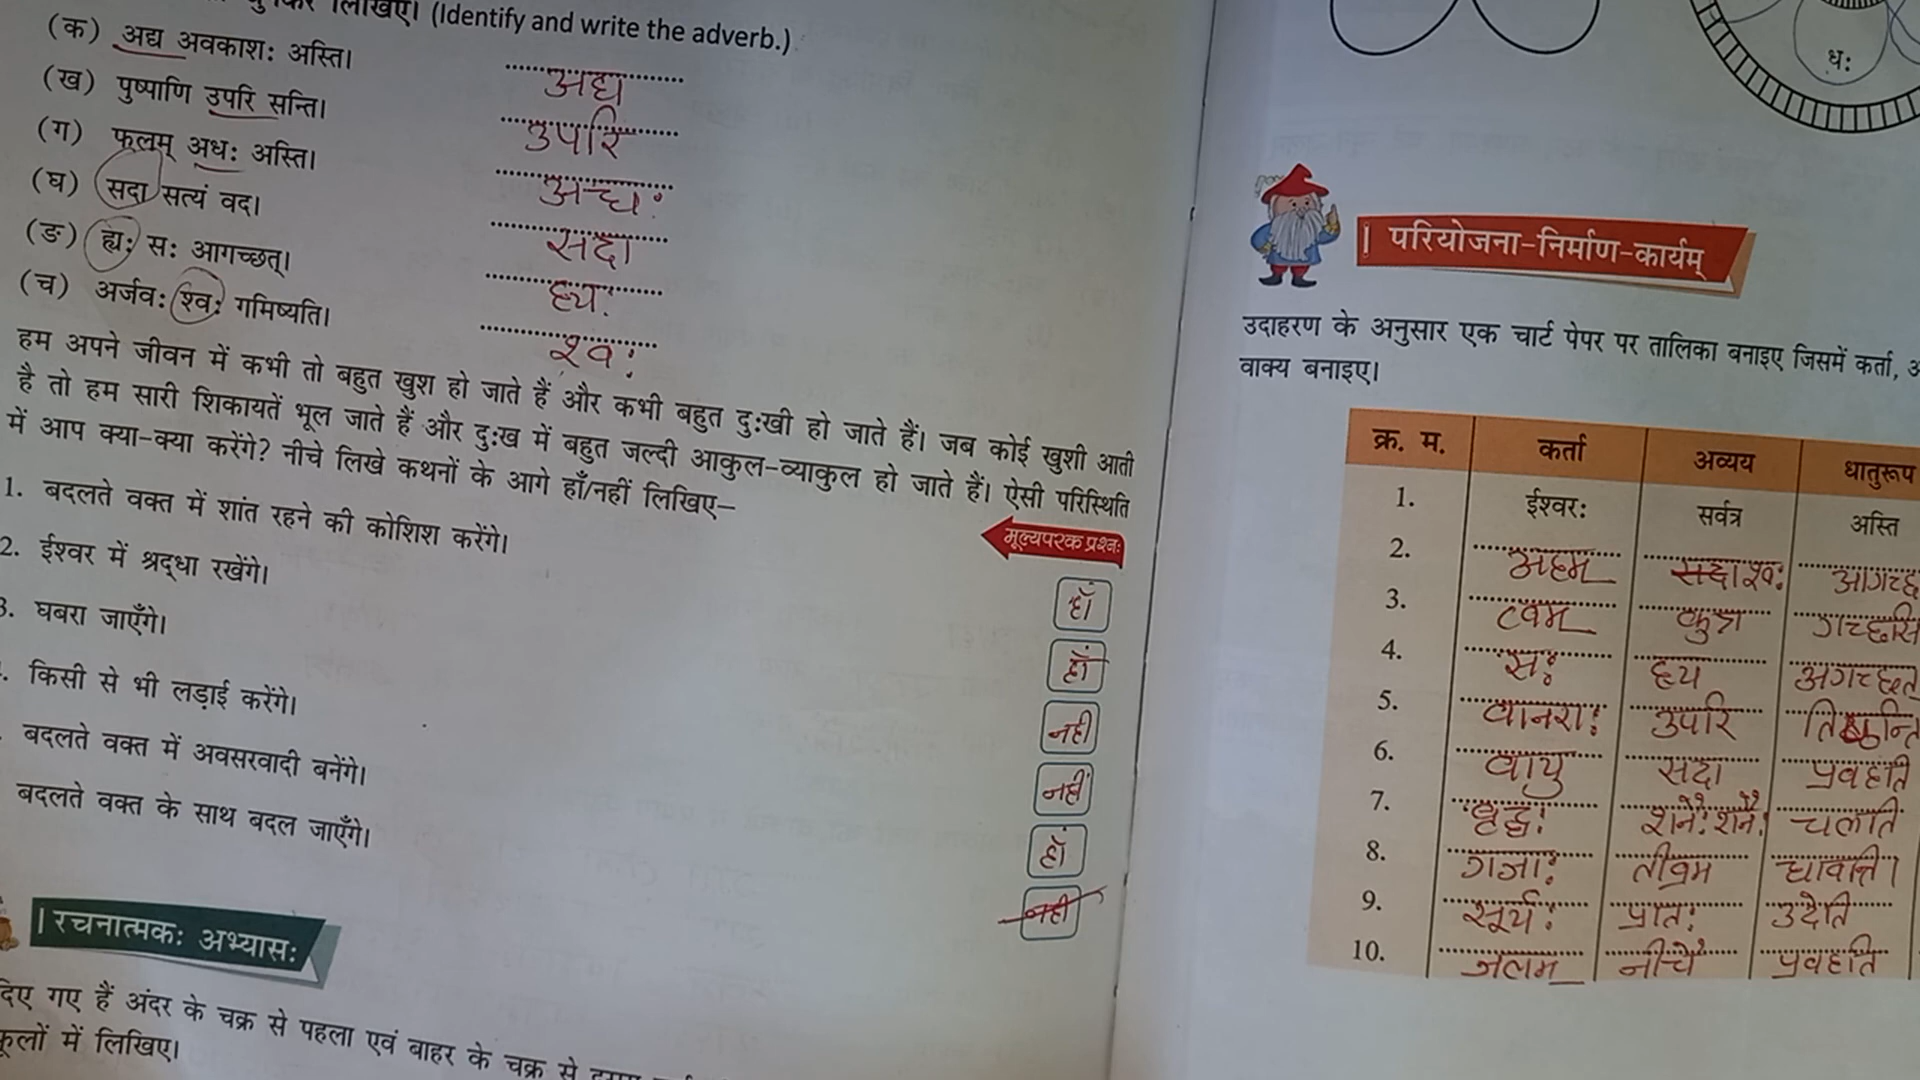 लिखिए। (Identify and write the adverb.)
(क) अद्य अवकाशः अस्ति। अद्य
(ख) पुष्पाणि उपरि सन्ति। उपरि
(ग) फलम् अधः अस्ति। अधः
(घ) सदा सत्यं वद। सदा
(ङ) ह्यः सः आगच्छत्। ह्यः
(च) अर्जवः श्वः गमिष्यति। श्वः
हम अपने जीवन में कभी तो बहुत खुश हो जाते हैं और कभी बहुत दुःखी हो जाते हैं। जब कोई खुशी आती
है तो हम सारी शिकायतें भूल जाते हैं और दुःख में बहुत जल्दी आकुल-व्याकुल हो जाते हैं। ऐसी परिस्थिति
में आप क्या-क्या करेंगे? नीचे लिखे कथनों के आगे हाँ/नहीं लिखिए–
मूल्यपरक प्रश्नः
1. बदलते वक्त में शांत रहने की कोशिश करेंगे। हाँ
2. ईश्वर में श्रद्धा रखेंगे। हाँ
3. घबरा जाएँगे। नही
. किसी से भी लड़ाई करेंगे। नहीं
. बदलते वक्त में अवसरवादी बनेंगे। हाँ
बदलते वक्त के साथ बदल जाएँगे। नही
रचनात्मकः अभ्यासः
दिए गए हैं अंदर के चक्र से पहला एवं बाहर के चक्र से
फूलों में लिखिए।
धः
परियोजना-निर्माण-कार्यम्
उदाहरण के अनुसार एक चार्ट पेपर पर तालिका बनाइए जिसमें कर्ता,
वाक्य बनाइए।
क्र. म. कर्ता अव्यय धातुरूप
1. ईश्वरः सर्वत्र अस्ति
2. अहम् सदा श्वः आगच्छ
3. त्वम् कुत्र गच्छसि
4. सः ह्य अगच्छत्
5. वानराः उपरि तिष्ठन्ति
6. वायु सदा प्रवहति
7. वृद्धः शनैः शनैः चलति
8. गजाः तीव्रम धावन्ति।
9. सूर्यः प्रातः उदेति
10. जलम् नीचै प्रवहति